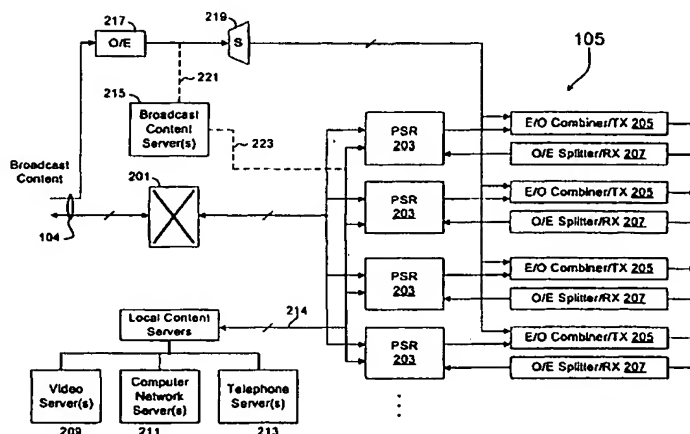 217
219
O/E
S
105
221
215
Broadcast
Content
Server(s)
223
PSR
203
E/O Combiner/TX 205
O/E Splitter/RX 207
Broadcast
Content
201
104
PSR
203
E/O Combiner/TX 205
O/E Splitter/RX 207
PSR
203
E/O Combiner/TX 205
O/E Splitter/RX 207
Local Content
Servers
214
PSR
203
E/O Combiner/TX 205
O/E Splitter/RX 207
Video
Server(s)
209
Computer
Network
Server(s)
211
Telephone
Server(s)
213